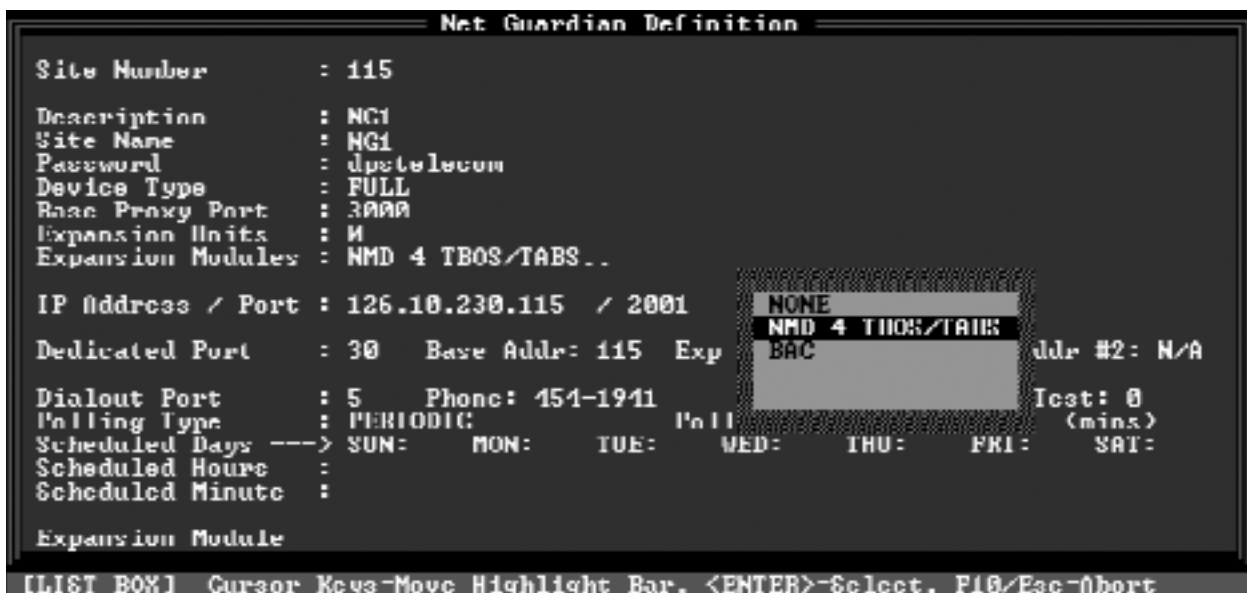 Net Guardian Definition
Site Number : 115
Description : NG1
Site Name : NG1
Password : dpstelecom
Device Type : FULL
Base Proxy Port : 3000
Expansion Units : N
Expansion Modules : NMD 4 TBOS/TABS..
IP Address / Port : 126.10.230.115 / 2001
NONE
NMD 4 TBOS/TABS
BAC
Dedicated Port : 30 Base Addr: 115 Exp ddr #2: N/A
Dialout Port : 5 Phone: 454-1941 Test: 0
Polling Type : PERIODIC Poll (mins)
Scheduled Days ---> SUN: MON: TUE: WED: THU: FRI: SAT:
Scheduled Hours :
Scheduled Minute :
Expansion Module
[LIST BOX] Cursor Keys-Move Highlight Bar, <ENTER>-Select, F10/Esc-Abort